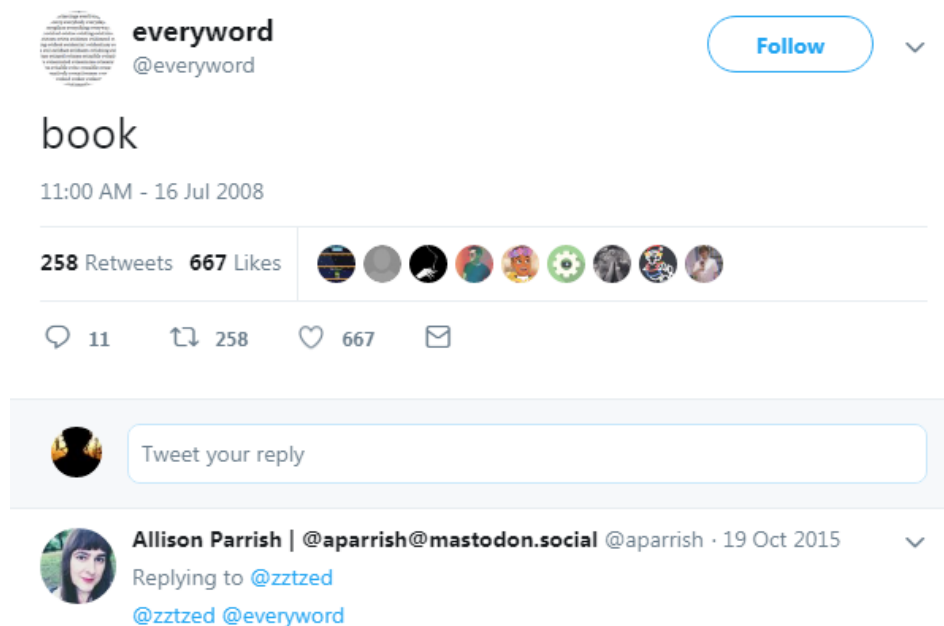 everyword
Follow
@everyword
book
11:00 AM - 16 Jul 2008
258 Retweets 667 Likes
11 258 667
Tweet your reply
Allison Parrish | @aparrish@mastodon.social @aparrish · 19 Oct 2015
Replying to @zztzed
@zztzed @everyword